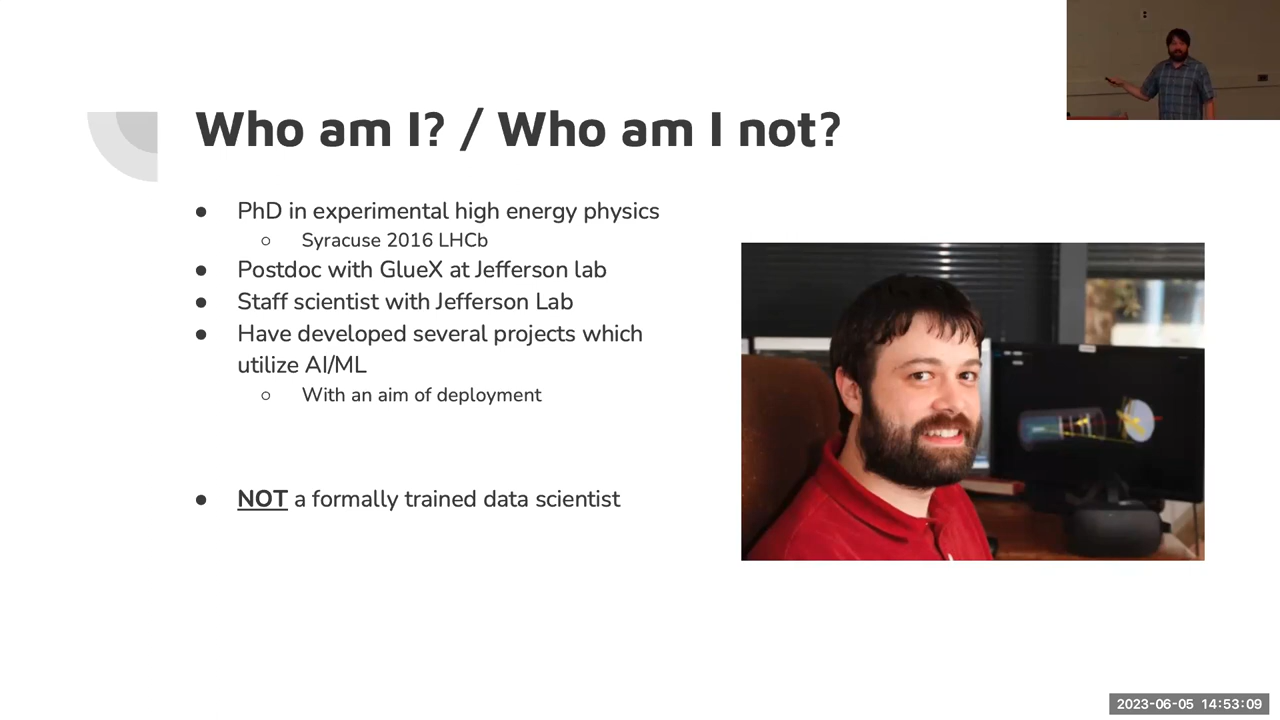 Who am I? / Who am I not?
● PhD in experimental high energy physics
○ Syracuse 2016 LHCb
● Postdoc with GlueX at Jefferson lab
● Staff scientist with Jefferson Lab
● Have developed several projects which
utilize AI/ML
○ With an aim of deployment
● NOT a formally trained data scientist
2023-06-05 14:53:09